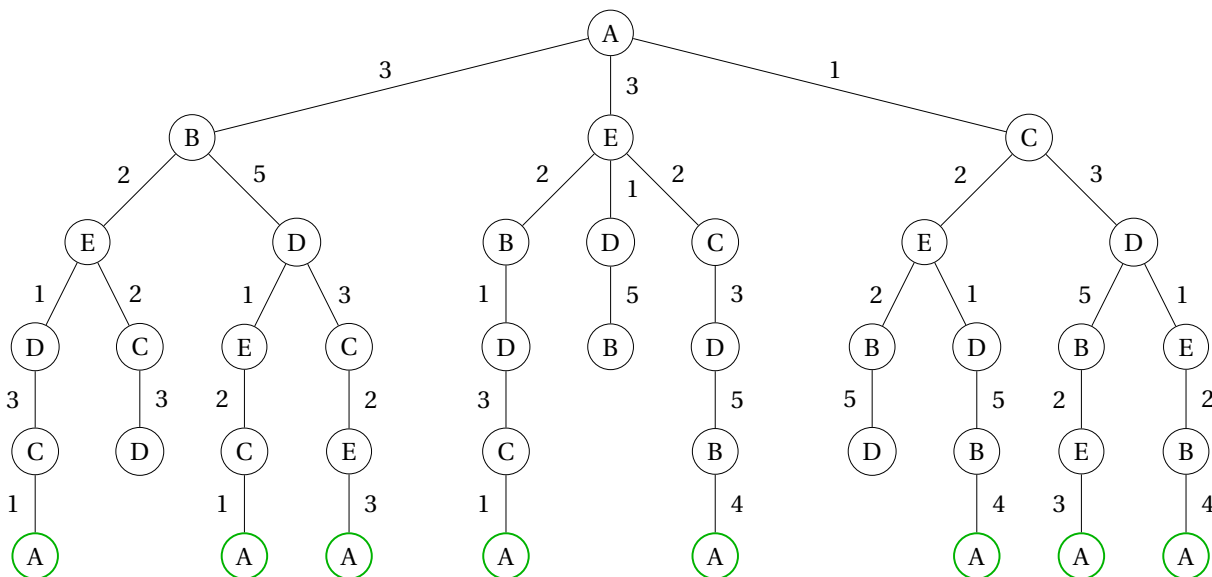 A
3 3 1
B E C
2 5 2 1 2 2 3
E D B D C E D
1 2 1 3 1 5 3 2 1 5 1
D C E C D B D B D B E
3 3 2 2 3 5 5 5 2 2
C D C E C B D B E B
1 1 3 1 4 4 3 4
A A A A A A A A